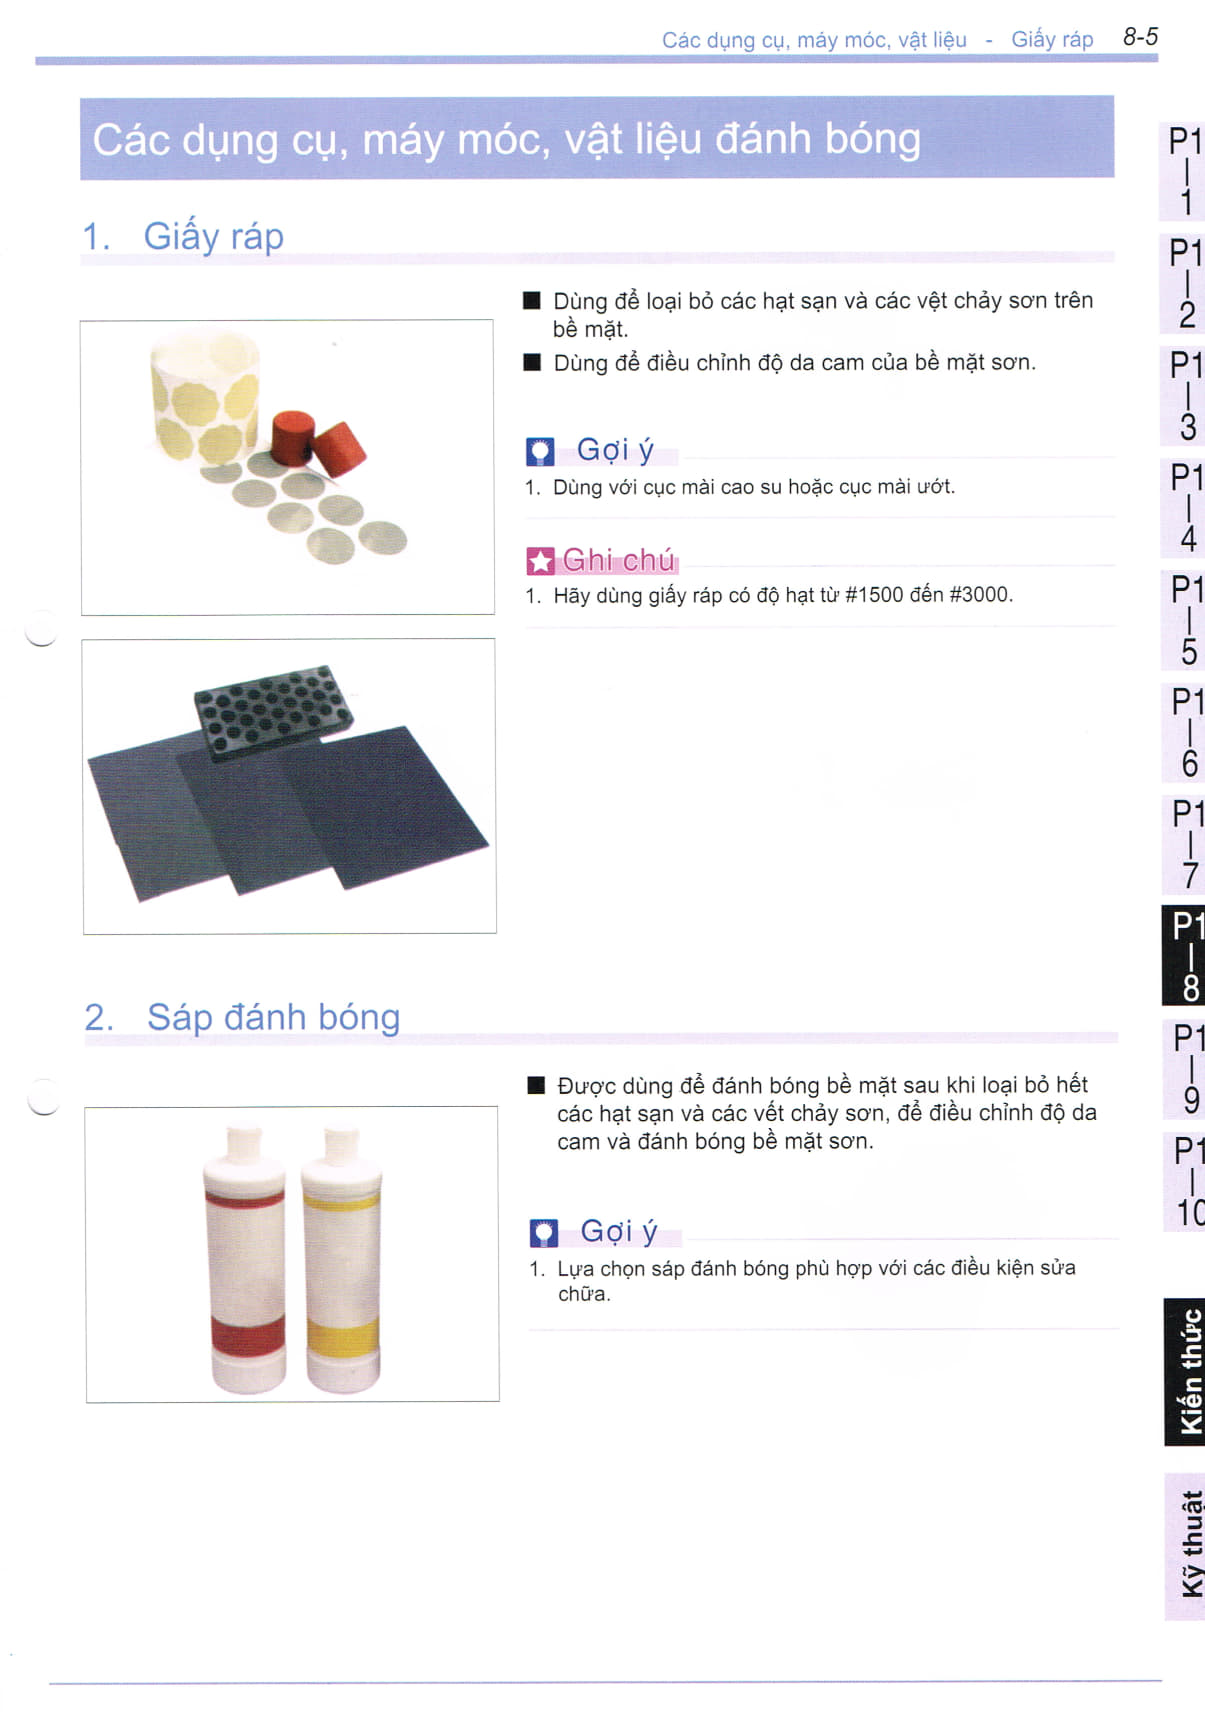 Các dụng cụ, máy móc, vật liệu - Giấy ráp 8-5
Các dụng cụ, máy móc, vật liệu đánh bóng
1. Giấy ráp
■ Dùng để loại bỏ các hạt sạn và các vệt chảy sơn trên
bề mặt.
■ Dùng để điều chỉnh độ da cam của bề mặt sơn.
Gợi ý
1. Dùng với cục mài cao su hoặc cục mài ướt.
Ghi chú
1. Hãy dùng giấy ráp có độ hạt từ #1500 đến #3000.
2. Sáp đánh bóng
■ Được dùng để đánh bóng bề mặt sau khi loại bỏ hết
các hạt sạn và các vết chảy sơn, để điều chỉnh độ da
cam và đánh bóng bề mặt sơn.
Gợi ý
1. Lựa chọn sáp đánh bóng phù hợp với các điều kiện sửa
chữa.
P1
1
P1
2
P1
3
P1
4
P1
5
P1
6
P1
7
P1
8
P1
9
P1
10
Kiến thức
Kỹ thuật